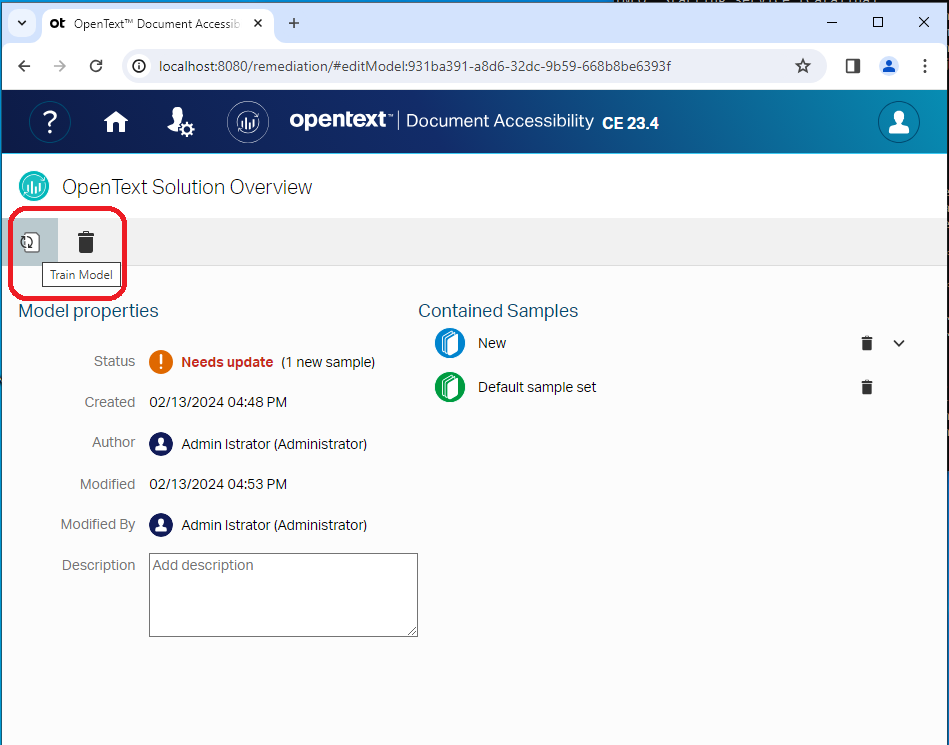 OpenText™ Document Accessib
localhost:8080/remediation/#editModel:931ba391-a8d6-32dc-9b59-668b8be6393f
opentext™ | Document Accessibility CE 23.4
OpenText Solution Overview
Train Model
Model properties
Status Needs update (1 new sample)
Created 02/13/2024 04:48 PM
Author Admin Istrator (Administrator)
Modified 02/13/2024 04:53 PM
Modified By Admin Istrator (Administrator)
Description Add description
Contained Samples
New
Default sample set